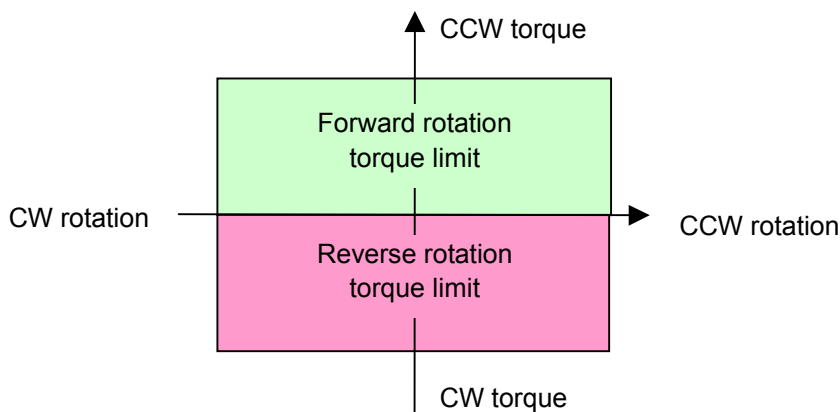 CCW torque
Forward rotation
torque limit
CW rotation
CCW rotation
Reverse rotation
torque limit
CW torque